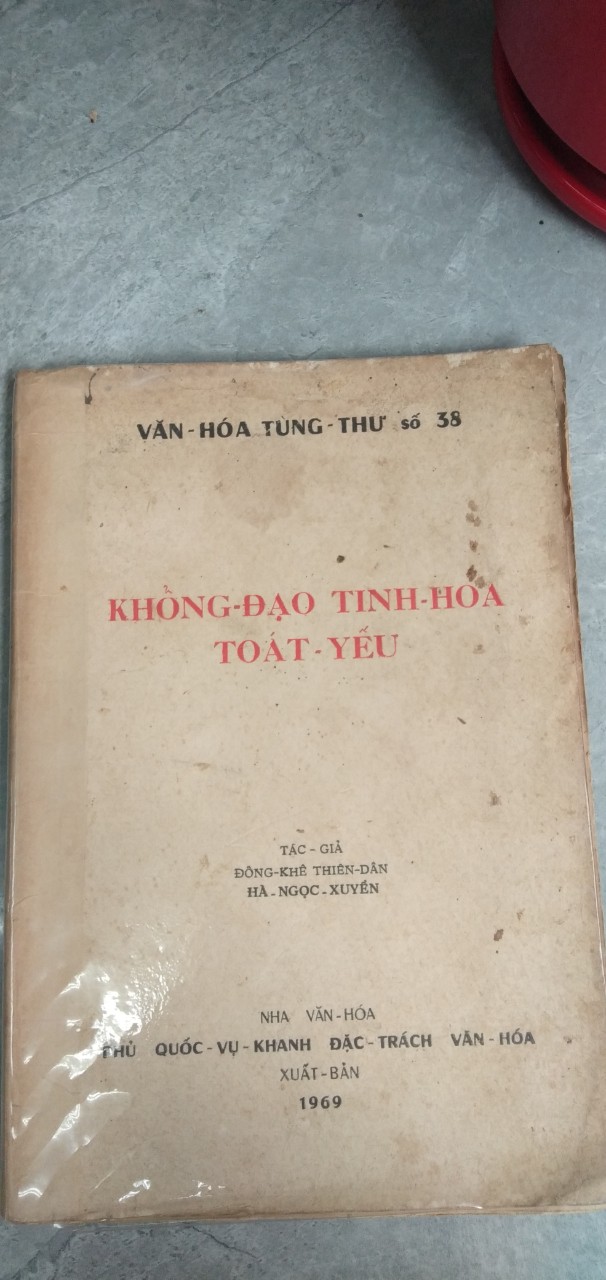 VĂN-HÓA TÙNG-THƯ số 38
KHỔNG-ĐẠO TINH-HOA
TOÁT-YẾU
TÁC-GIẢ
ĐÔNG-KHÊ THIÊN-DÂN
HÀ-NGỌC-XUYỀN
NHA VĂN-HÓA
PHỦ QUỐC-VỤ-KHANH ĐẶC-TRÁCH VĂN-HÓA
XUẤT-BẢN
1969